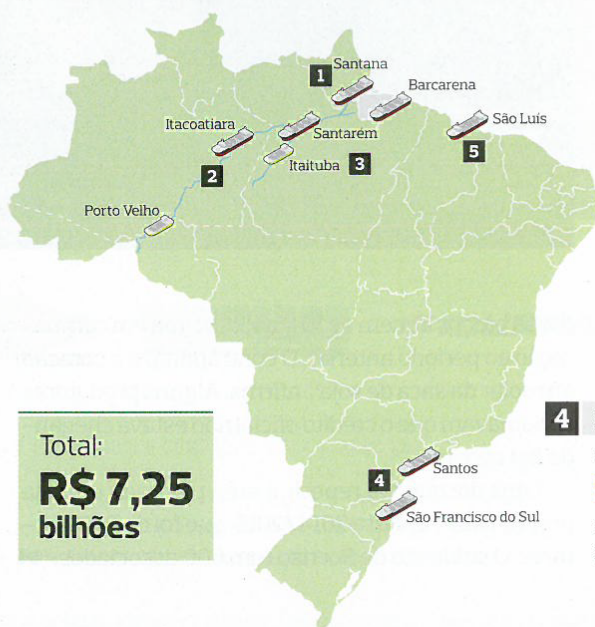 1
Santana
Barcarena
São Luís
5
Itacoatiara
Santarém
2
Itaituba
3
Porto Velho
4
Total:
R$ 7,25
bilhões
4
Santos
São Francisco do Sul